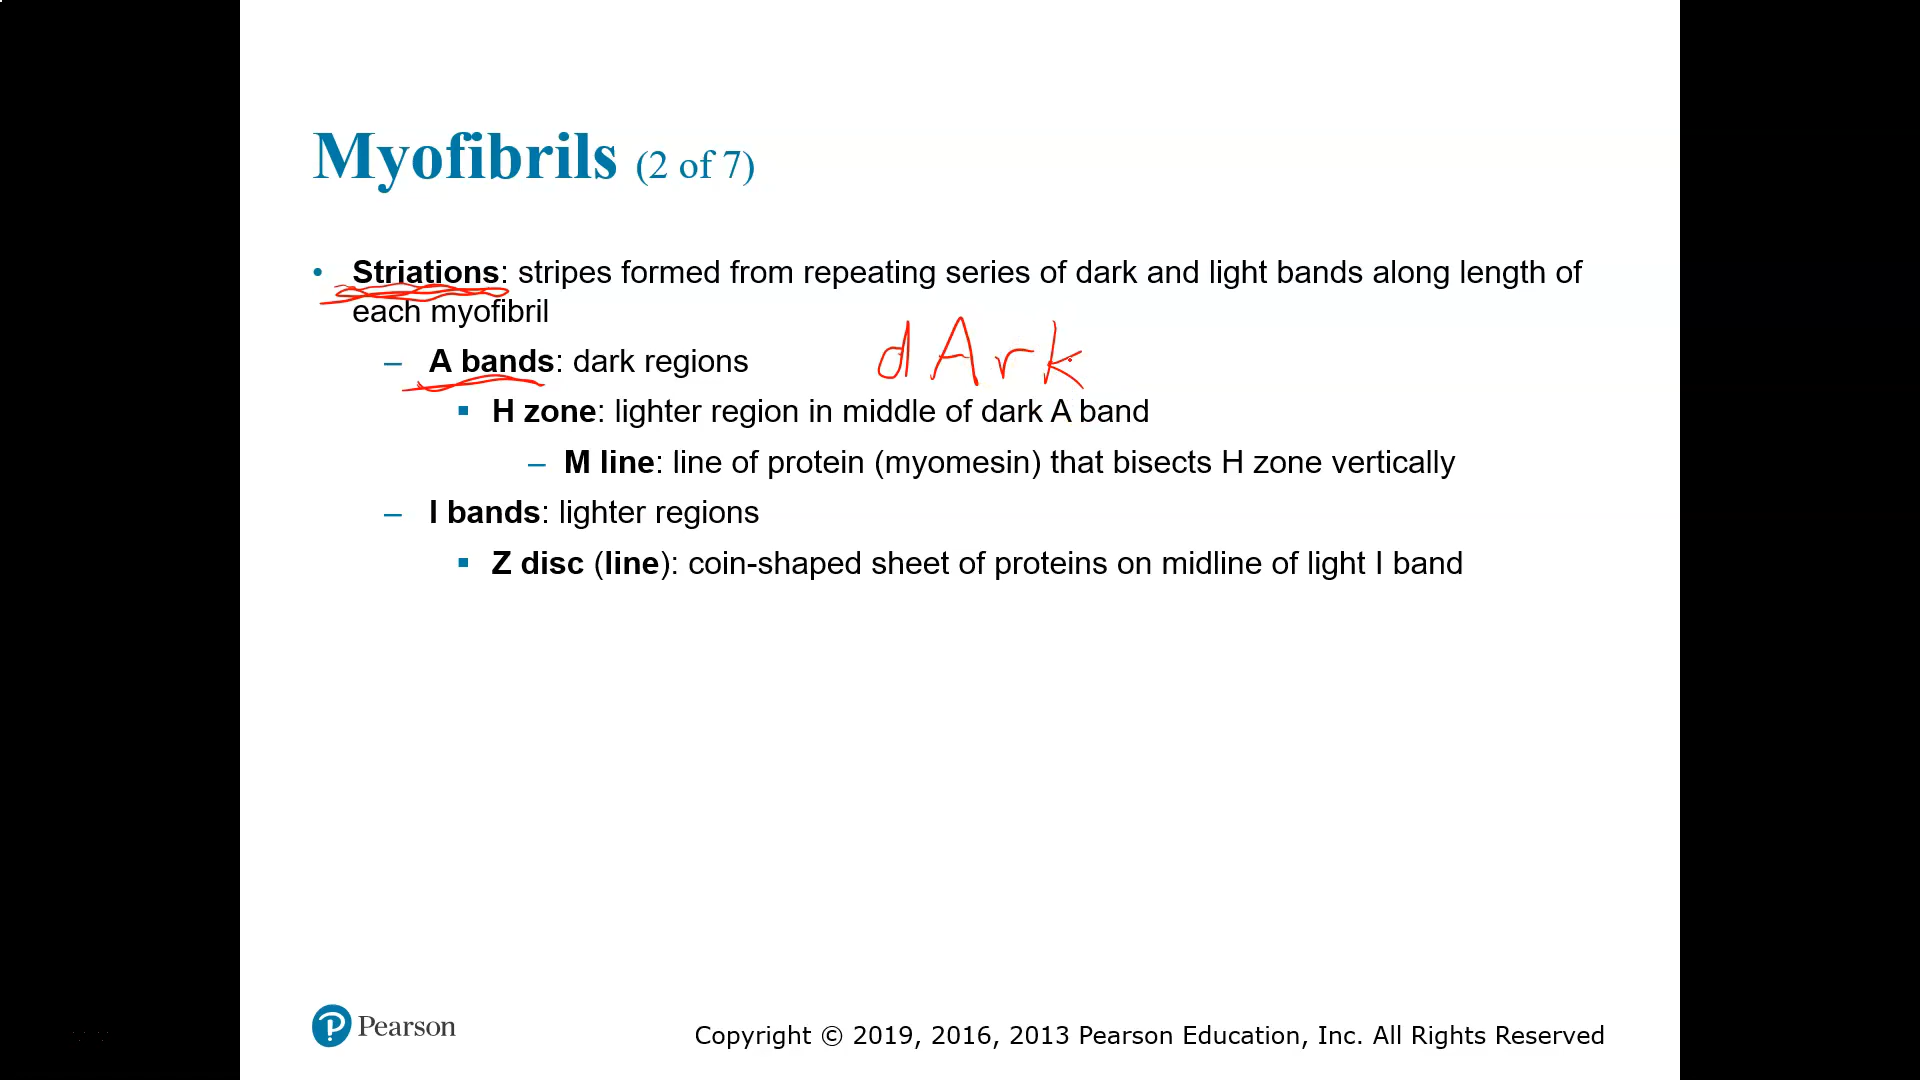 Myofibrils (2 of 7)
• Striations: stripes formed from repeating series of dark and light bands along length of
each myofibril
– A bands: dark regions dArk
▪ H zone: lighter region in middle of dark A band
– M line: line of protein (myomesin) that bisects H zone vertically
– I bands: lighter regions
▪ Z disc (line): coin-shaped sheet of proteins on midline of light I band
Pearson
Copyright © 2019, 2016, 2013 Pearson Education, Inc. All Rights Reserved